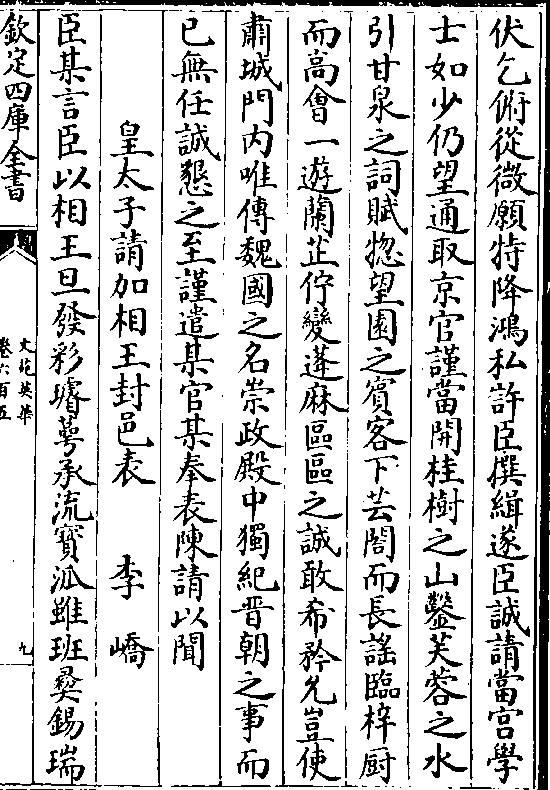 伏乞俯從微願特降鴻私許臣撰緝遂臣誠請當宮學
士如少仍望通取京官謹當開桂樹之山鑿芙蓉之水
引甘泉之詞賦惣望園之賓客下芸閣而長謡臨梓厨
而高會一遊蘭芷佇變蓬麻區區之誠敢希矜允豈使
肅城門内唯傳魏國之名崇政殿中獨紀晋朝之事而
已無任誠懇之至謹遣某官某奉表陳請以聞
皇太子請加相王封邑表 李嶠
臣某言臣以相王旦發彩璿萼承流寳派雖班彛錫瑞
欽定四庫全書
文苑英華
卷六百五
九